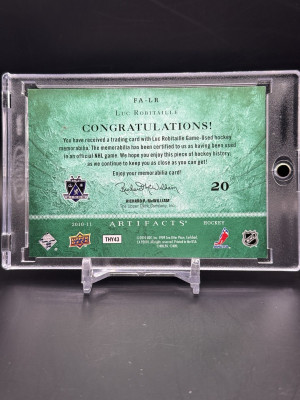 FA-LR
Luc Robitaille
CONGRATULATIONS!
You have received a trading card with Luc Robitaille Game-Used hockey
memorabilia. The memorabilia has been certified to us as having been used
in an official NHL game. We hope you enjoy this piece of hockey history,
as we continue to keep you as close as you can get!
Enjoy your memorabilia card!
20
2010-11
ARTIFACTS
HOCKEY
THY43
NHL